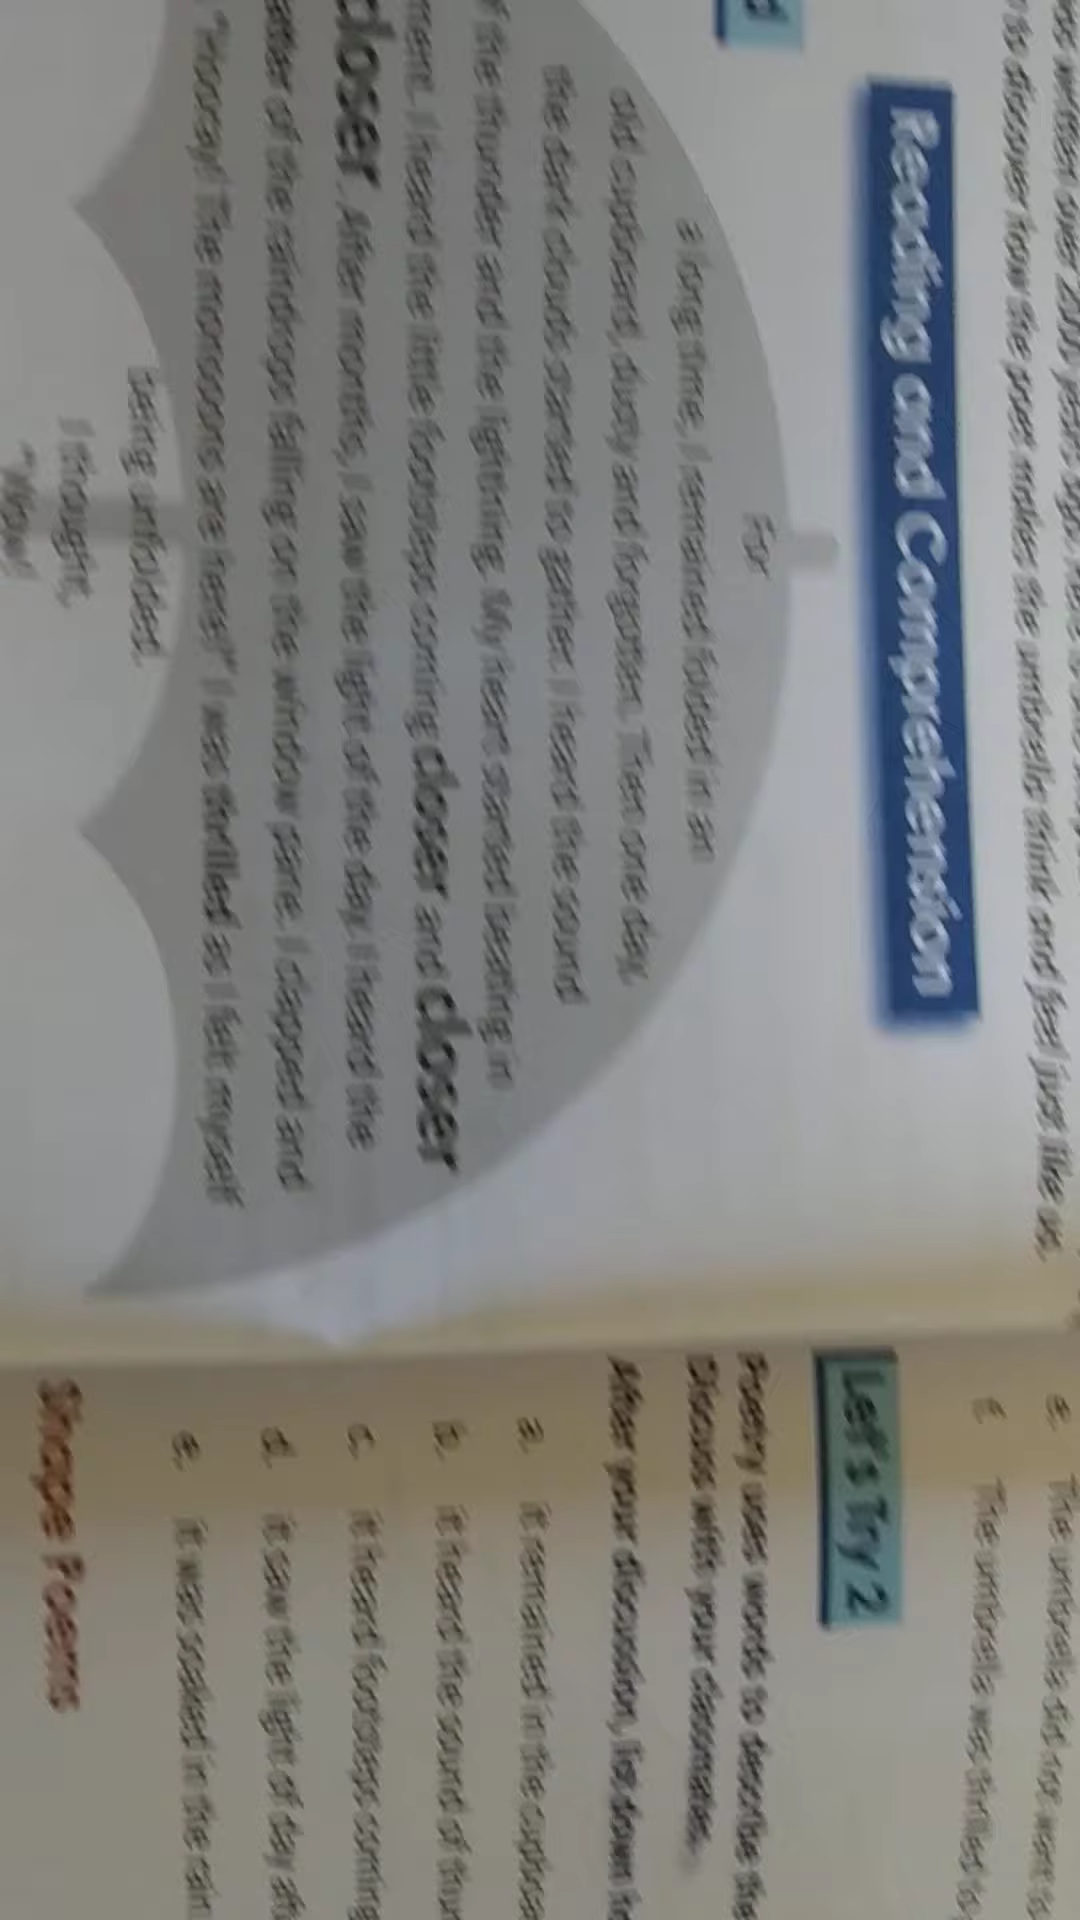 to discover how the poet makes the umbrella think and feel just like us.
Reading and Comprehension
For
a long time, I remained folded in an
old cupboard, dusty and forgotten. Then one day,
the dark clouds started to gather. I heard the sound
the thunder and the lightning. My heart started beating in
I heard the little footsteps coming closer and closer
closer. After months, I saw the light of the day. I heard the
of the raindrops falling on the window pane. I clapped and
"Hooray! The monsoons are here!" I was thrilled as I felt myself
being unfolded.
I thought,
"Wow!
e. The umbrella did not want to
f. The umbrella was thrilled to
Let's Try 2
Poetry uses words to describe the
Discuss with your classmates.
After your discussion, list down
a. it remained in the
b. it heard the sound of
c. it heard footsteps coming
d. it saw the light of day
e. it was soaked in the rain
Shape Poems